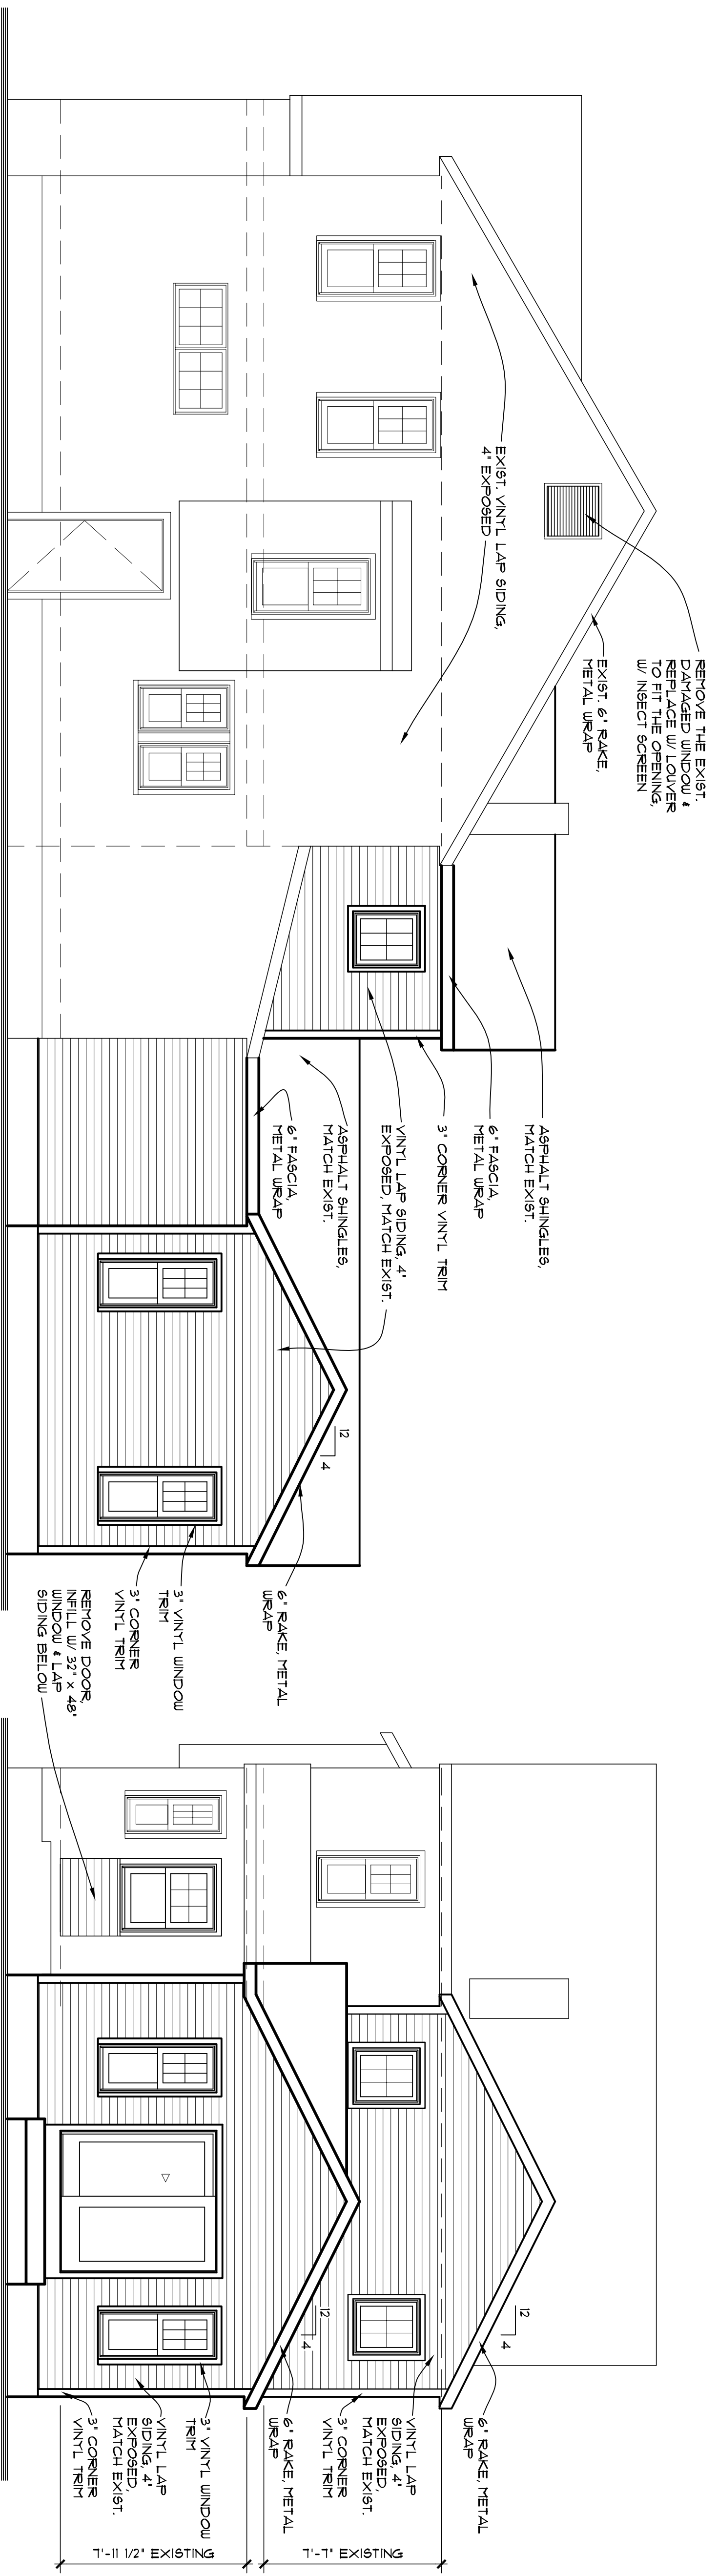 REMOVE THE EXIST.
DAMAGED WINDOW &
REPLACE W/ LOUVER
TO FIT THE OPENING,
W/ INSECT SCREEN
EXIST. 6" RAKE,
METAL WRAP
EXIST. VINYL LAP SIDING,
4" EXPOSED
ASPHALT SHINGLES,
MATCH EXIST.
6" FASCIA,
METAL WRAP
3" CORNER VINYL TRIM
VINYL LAP SIDING, 4"
EXPOSED, MATCH EXIST.
ASPHALT SHINGLES,
MATCH EXIST.
6" FASCIA,
METAL WRAP
12
4
6" RAKE, METAL
WRAP
3" VINYL WINDOW
TRIM
3" CORNER
VINYL TRIM
REMOVE DOOR,
INFILL W/ 32" x 48"
WINDOW & LAP
SIDING BELOW
12
4
6" RAKE, METAL
WRAP
VINYL LAP
SIDING, 4"
EXPOSED,
MATCH EXIST.
3" CORNER
VINYL TRIM
12
4
6" RAKE, METAL
WRAP
3" VINYL WINDOW
TRIM
VINYL LAP
SIDING, 4"
EXPOSED,
MATCH EXIST.
3" CORNER
VINYL TRIM
7'-7" EXISTING
7'-11 1/2" EXISTING